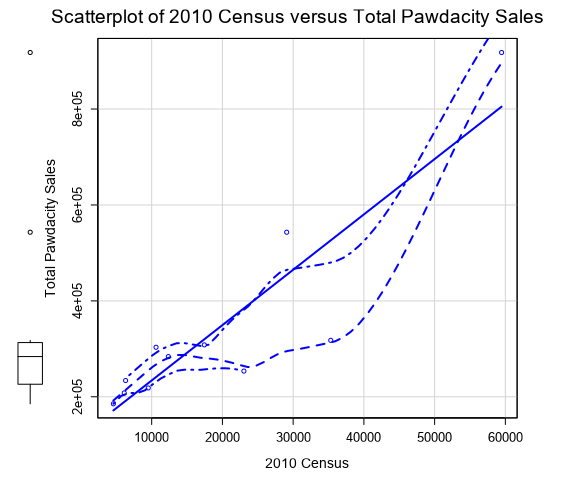 Scatterplot of 2010 Census versus Total Pawdacity Sales
Total Pawdacity Sales
8e+05
6e+05
4e+05
2e+05
10000 20000 30000 40000 50000 60000
2010 Census